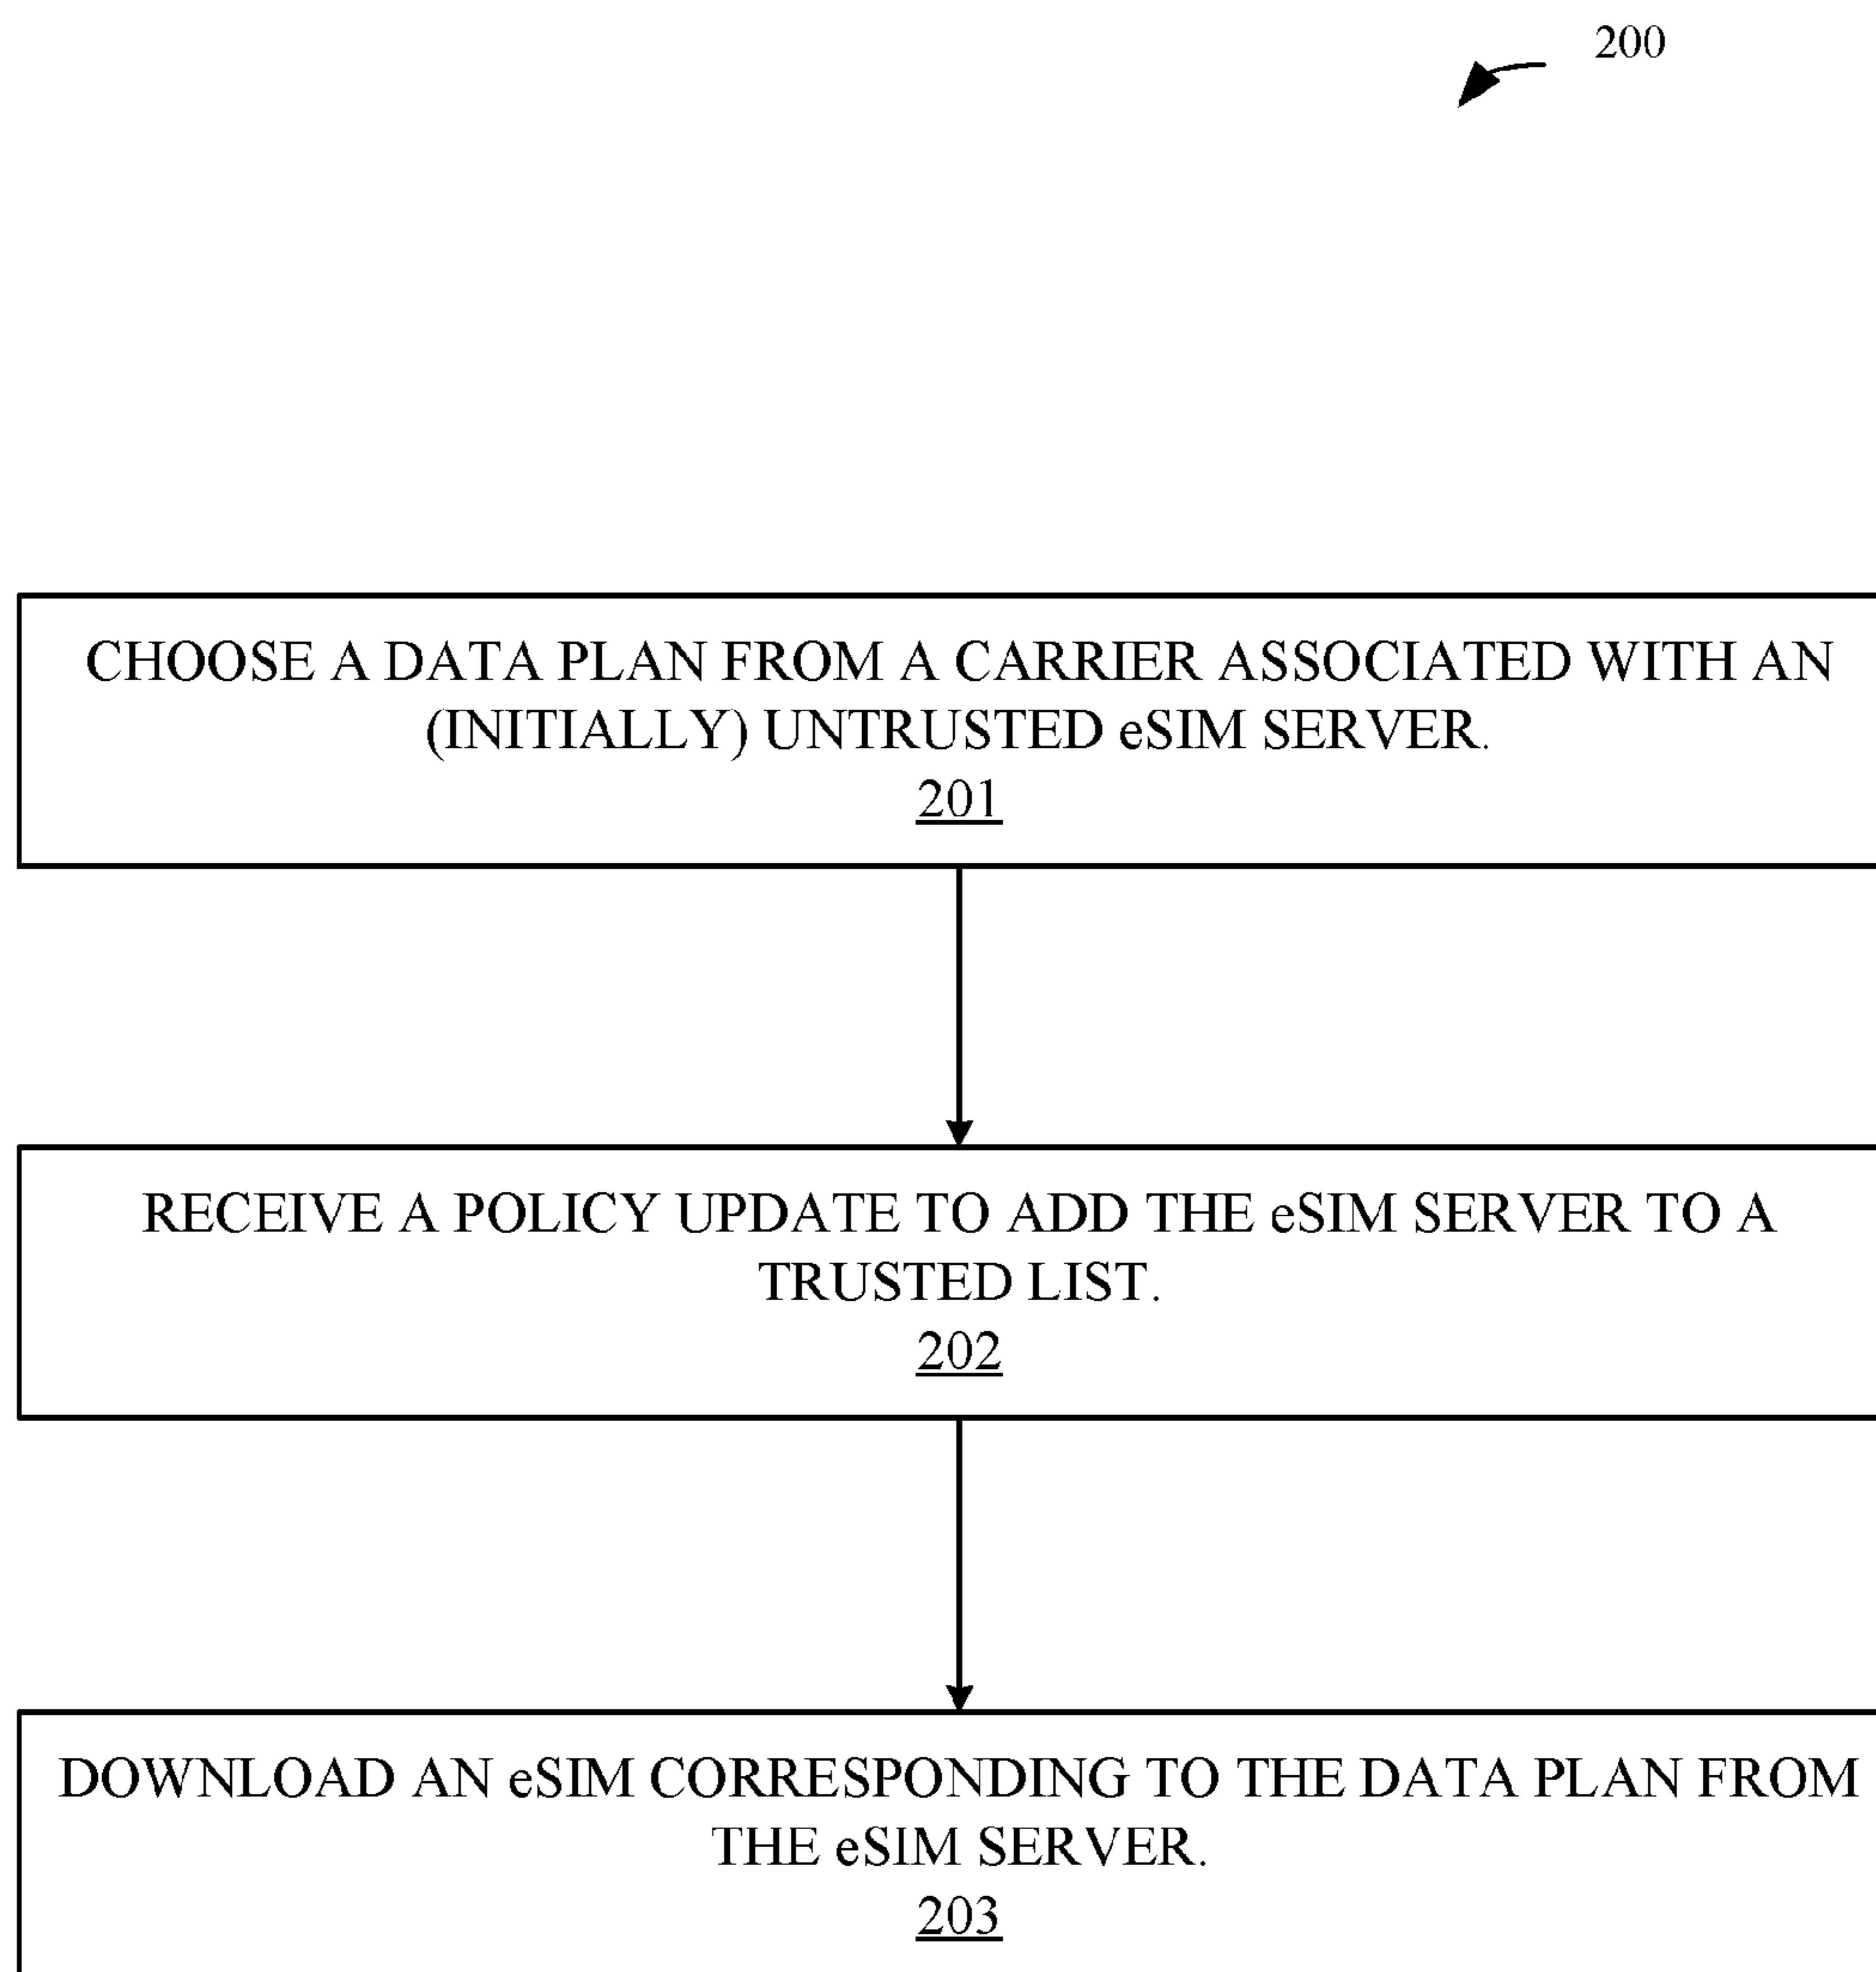 200
CHOOSE A DATA PLAN FROM A CARRIER ASSOCIATED WITH AN
(INITIALLY) UNTRUSTED eSIM SERVER.
201
RECEIVE A POLICY UPDATE TO ADD THE eSIM SERVER TO A
TRUSTED LIST.
202
DOWNLOAD AN eSIM CORRESPONDING TO THE DATA PLAN FROM
THE eSIM SERVER.
203